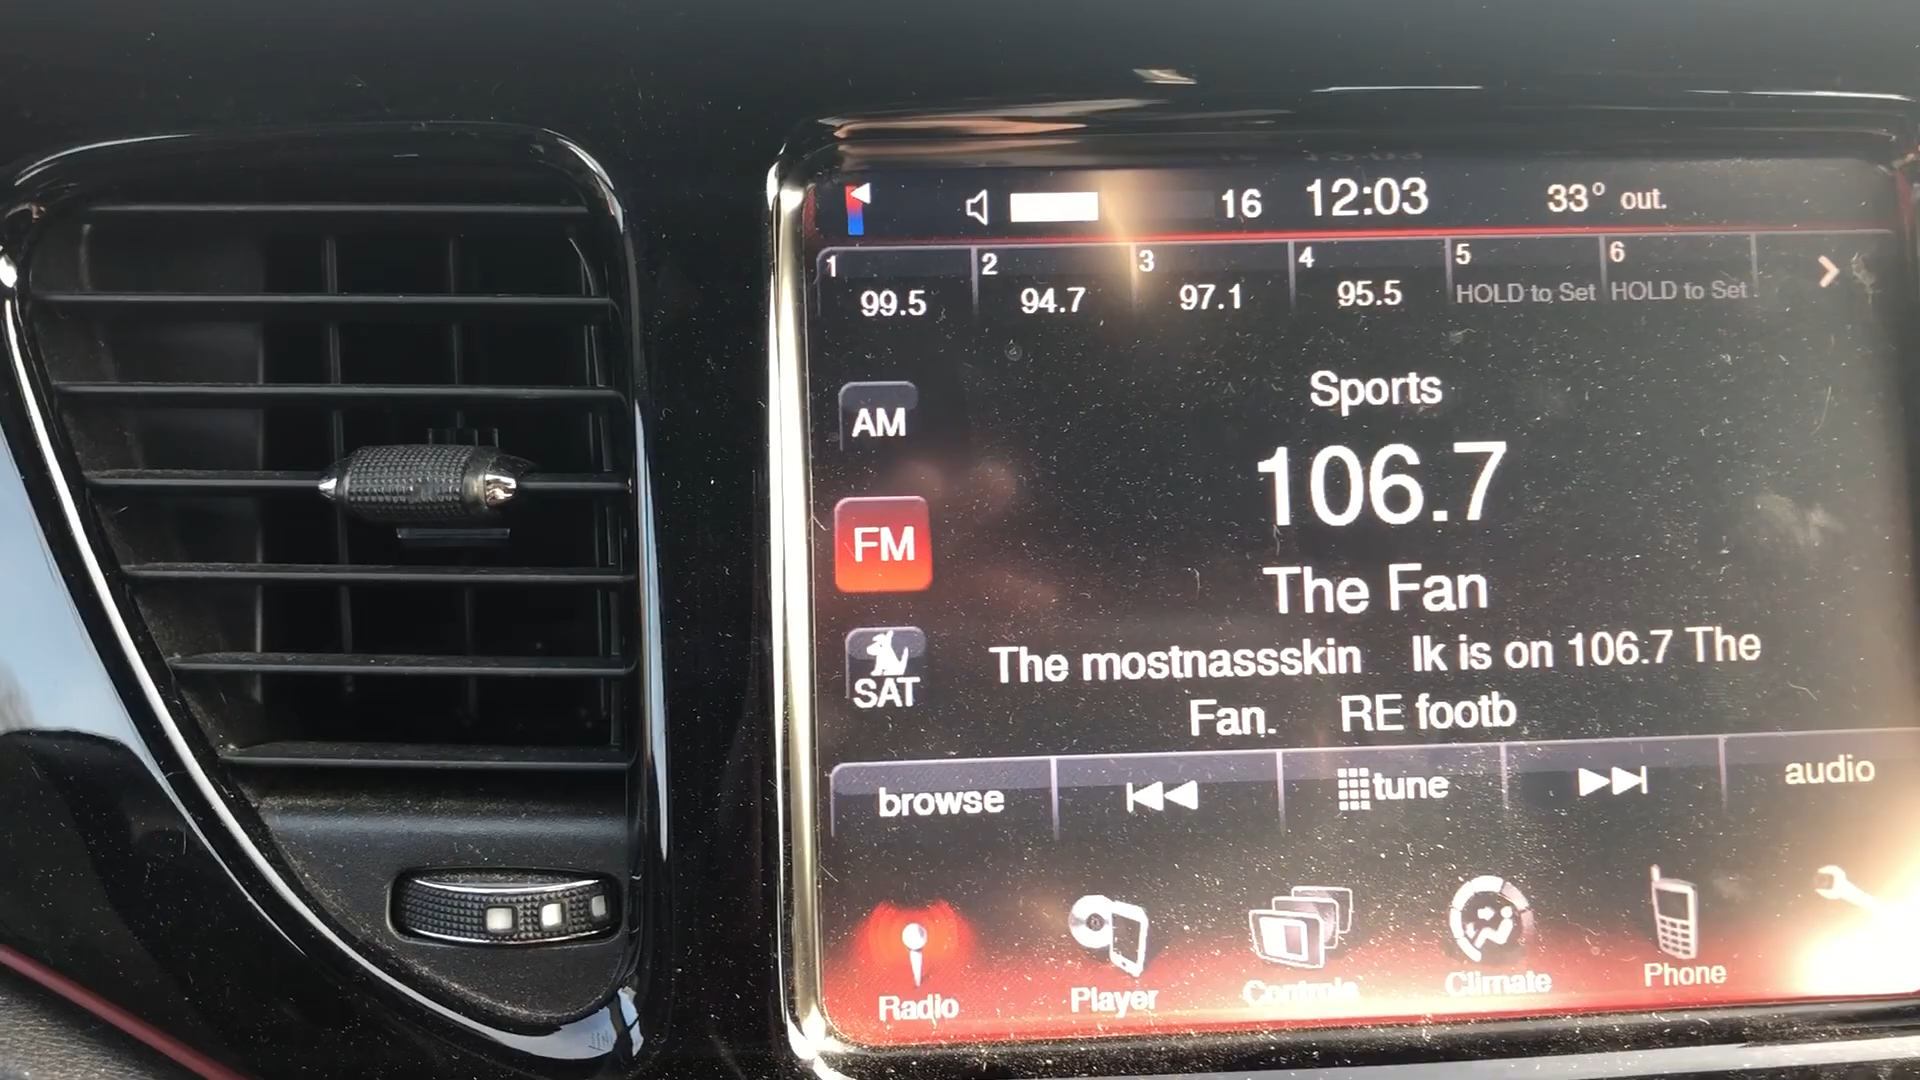 16 12:03 33° out.
1 2 3 4 5 6
99.5 94.7 97.1 95.5 HOLD to Set HOLD to Set
Sports
AM
106.7
FM
The Fan
The mostnassskin lk is on 106.7 The
SAT
Fan. RE footb
browse tune audio
Radio Player Controls Climate Phone